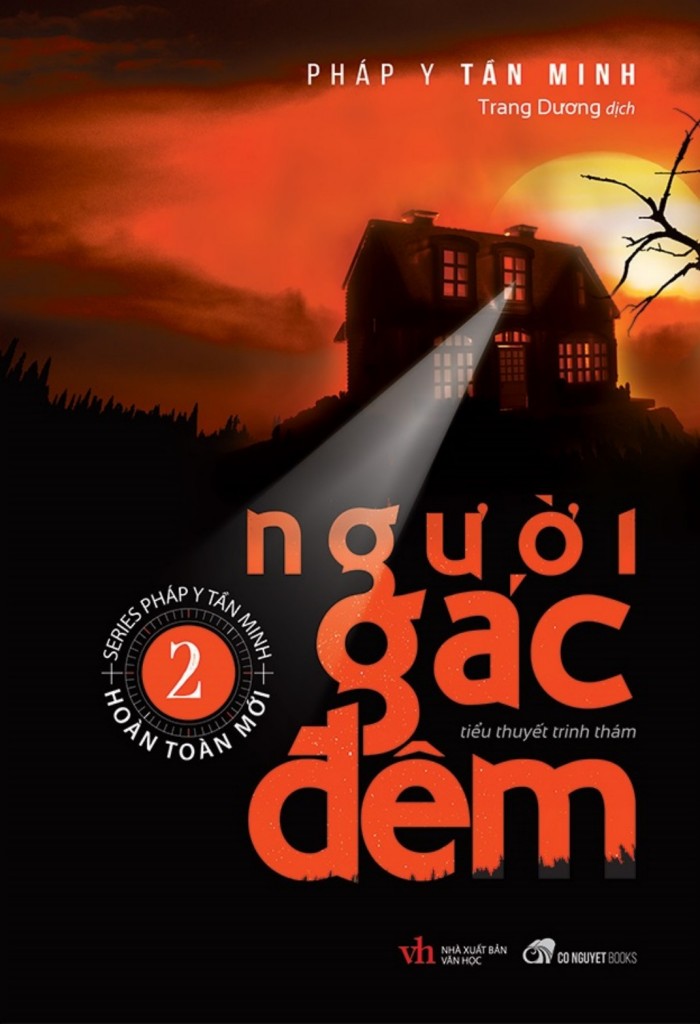 PHÁP Y TẦN MINH
Trang Dương dịch
người
gác
đêm
tiểu thuyết trinh thám
SERIES PHÁP Y TẦN MINH
2
HOÀN TOÀN MỚI
vh NHÀ XUẤT BẢN
VĂN HỌC
CO NGUYET BOOKS